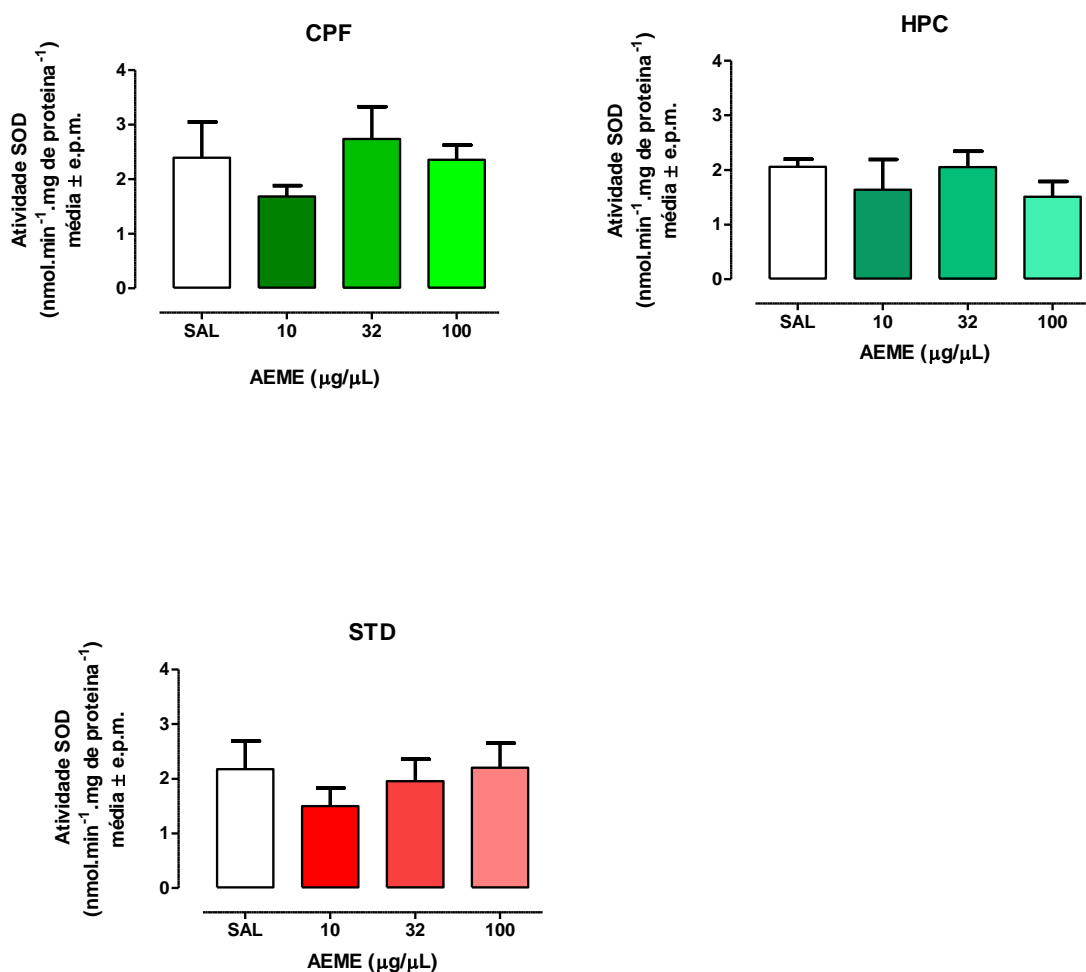 CPF
Atividade SOD
(nmol.min⁻¹.mg de proteina⁻¹)
média ± e.p.m.
4
3
2
1
0
SAL 10 32 100
AEME (µg/µL)
HPC
Atividade SOD
(nmol.min⁻¹.mg de proteina⁻¹)
média ± e.p.m.
4
3
2
1
0
SAL 10 32 100
AEME (µg/µL)
STD
Atividade SOD
(nmol.min⁻¹.mg de proteina⁻¹)
média ± e.p.m.
4
3
2
1
0
SAL 10 32 100
AEME (µg/µL)